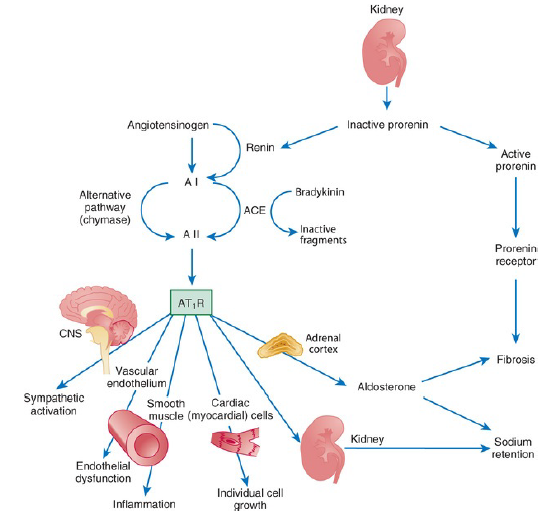 Kidney
Angiotensinogen
Inactive prorenin
Renin
Active
prorenin
A I
Alternative
pathway
(chymase)
ACE
Bradykinin
Inactive
fragments
A II
Prorenin
receptor
AT1R
CNS
Adrenal
cortex
Fibrosis
Vascular
endothelium
Aldosterone
Sympathetic
activation
Smooth
muscle
Cardiac
(myocardial) cells
Kidney
Sodium
retention
Endothelial
dysfunction
Inflammation
Individual cell
growth